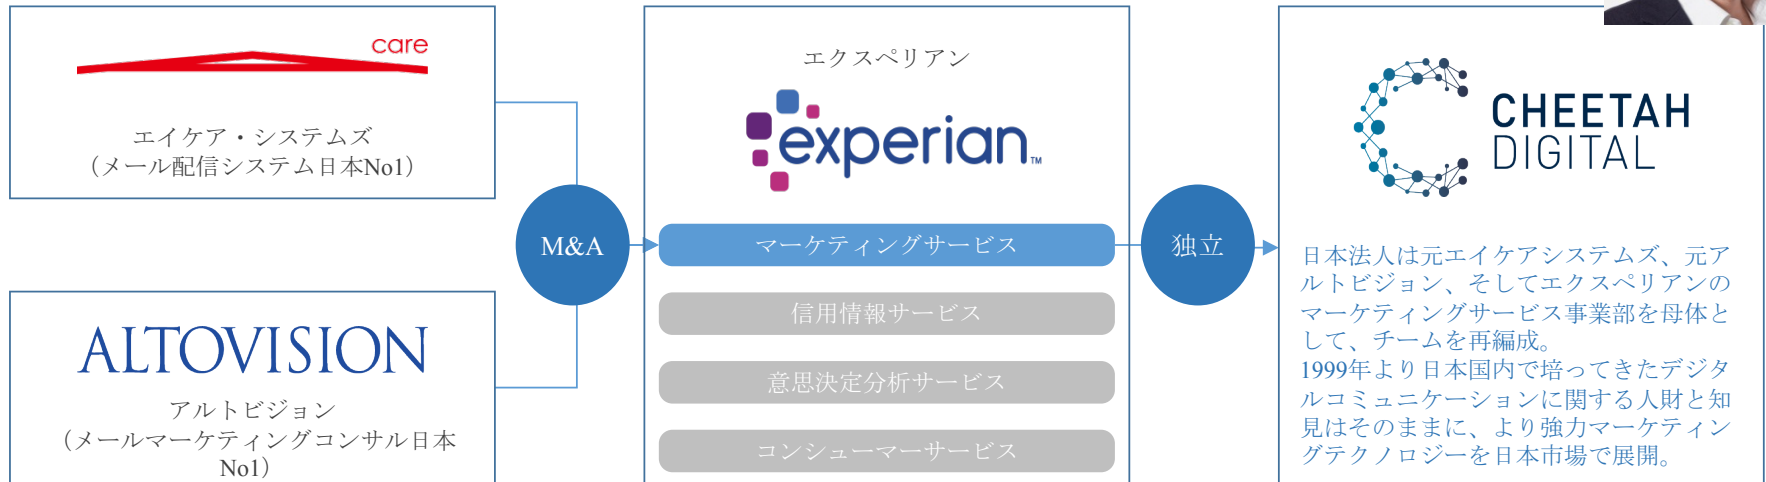 care
エイケア・システムズ
（メール配信システム日本No1）
ALTOVISION
アルトビジョン
（メールマーケティングコンサル日本
No1）
M&A
エクスペリアン
experian™
マーケティングサービス
信用情報サービス
意思決定分析サービス
コンシューマーサービス
独立
CHEETAH
DIGITAL
日本法人は元エイケアシステムズ、元ア
ルトビジョン、そしてエクスペリアンの
マーケティングサービス事業部を母体と
して、チームを再編成。
1999年より日本国内で培ってきたデジタ
ルコミュニケーションに関する人財と知
見はそのままに、より強力マーケティン
グテクノロジーを日本市場で展開。